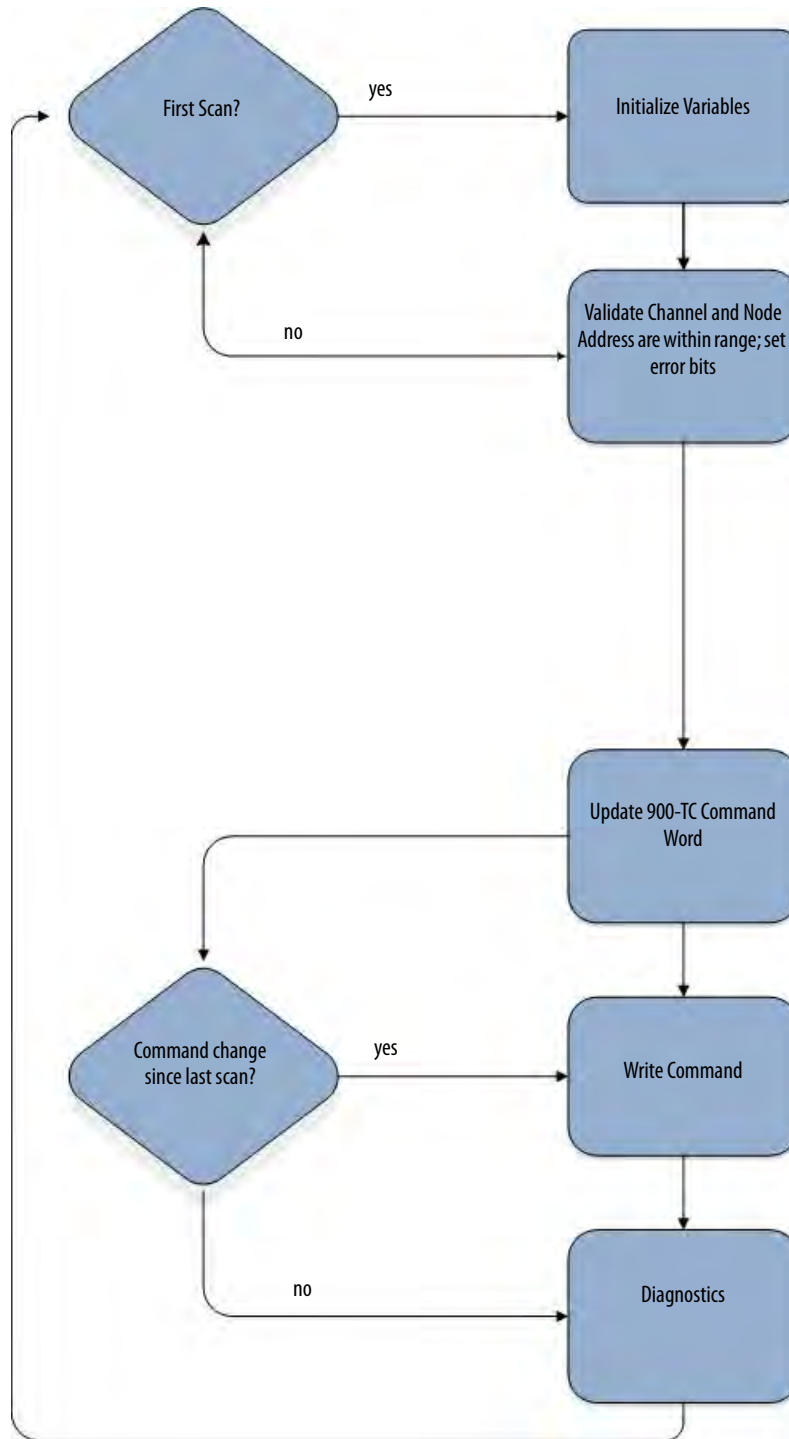 First Scan?
yes
Initialize Variables
no
Validate Channel and Node
Address are within range; set
error bits
Update 900-TC Command
Word
Command change
since last scan?
yes
Write Command
no
Diagnostics